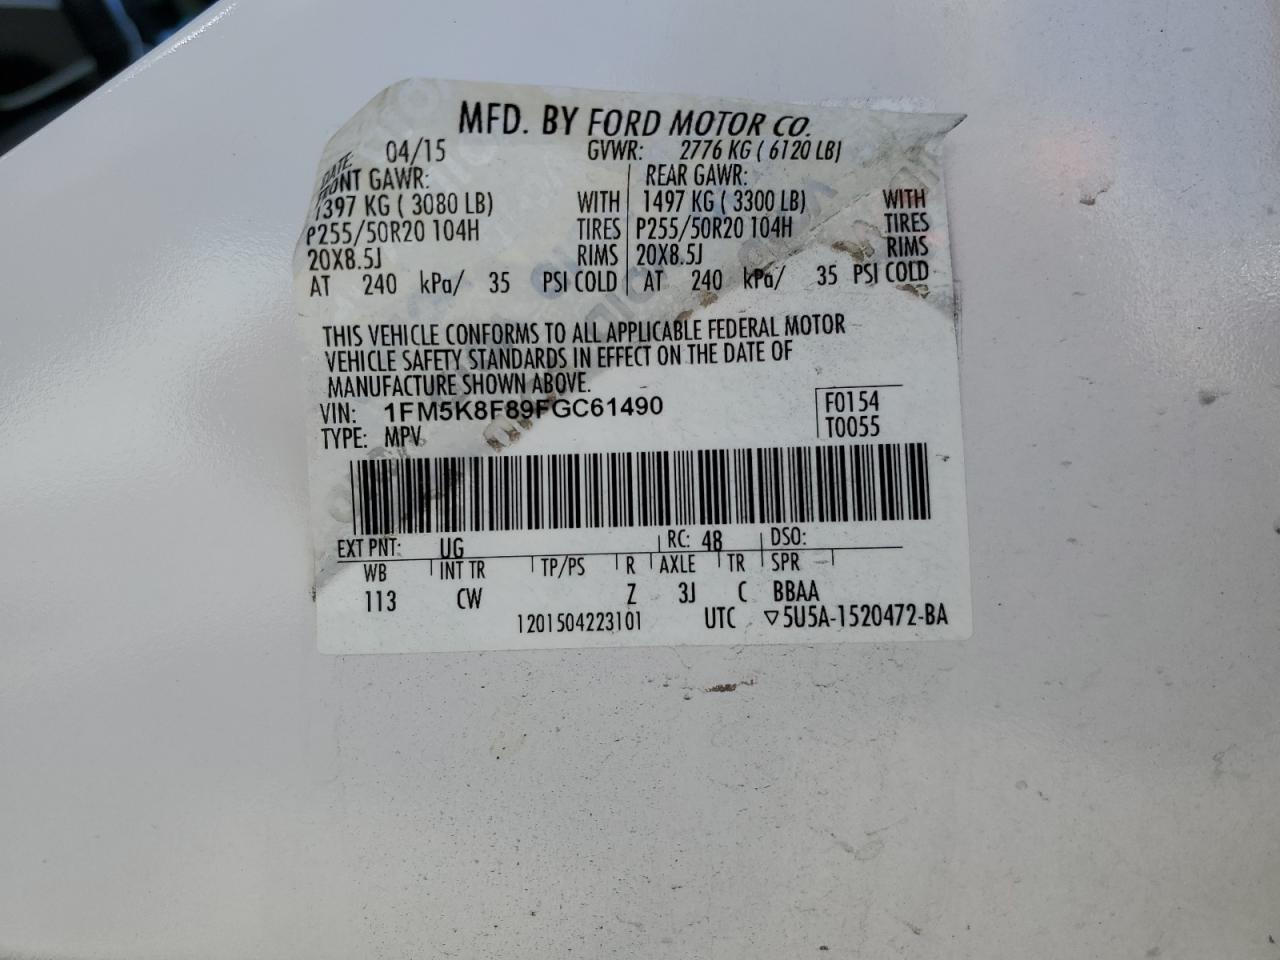 MFD. BY FORD MOTOR CO.
DATE 04/15 GVWR: 2776 KG ( 6120 LB)
FRONT GAWR: REAR GAWR:
1397 KG ( 3080 LB) WITH 1497 KG ( 3300 LB) WITH
P255/50R20 104H TIRES P255/50R20 104H TIRES
20X8.5J RIMS 20X8.5J RIMS
AT 240 kPa/ 35 PSI COLD AT 240 kPa/ 35 PSI COLD
THIS VEHICLE CONFORMS TO ALL APPLICABLE FEDERAL MOTOR
VEHICLE SAFETY STANDARDS IN EFFECT ON THE DATE OF
MANUFACTURE SHOWN ABOVE.
VIN: 1FM5K8F89FGC61490 F0154
TYPE: MPV T0055
EXT PNT: UG RC: 48 DSO:
WB INT TR TP/PS R AXLE TR SPR
113 CW Z 3J C BBAA
1201504223101 UTC ▽5U5A-1520472-BA